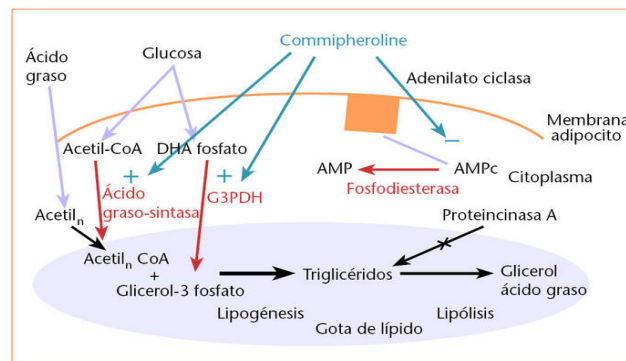 Commipheroline
Ácido
graso
Glucosa
Adenilato ciclasa
Membrana
adipocito
Acetil-CoA
DHA fosfato
+
+
–
AMP
AMPc
Citoplasma
Fosfodiesterasa
Ácido
graso-sintasa
G3PDH
Acetiln
Proteincinasa A
Acetiln CoA
+
Glicerol-3 fosfato
Triglicéridos
Glicerol
ácido graso
Lipogénesis
Lipólisis
Gota de lípido